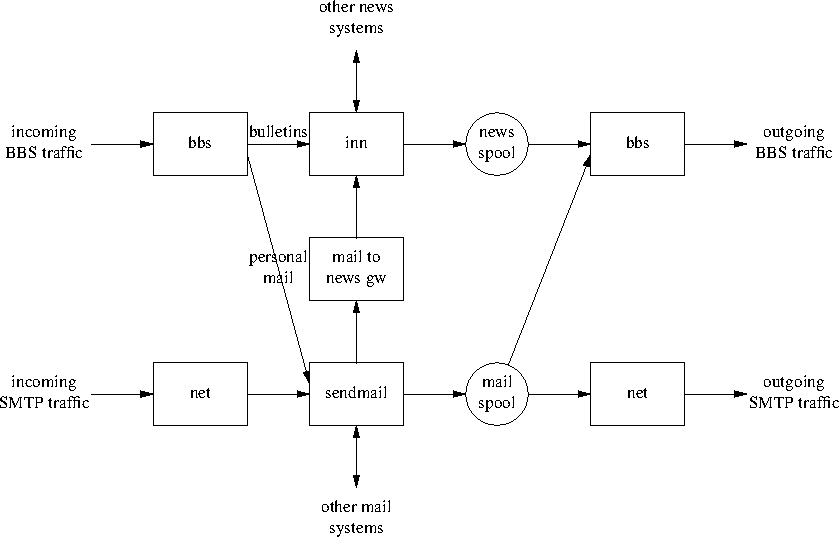 other news
systems
incoming
BBS traffic
bbs
bulletins
inn
news
spool
bbs
outgoing
BBS traffic
personal
mail
mail to
news gw
incoming
SMTP traffic
net
sendmail
mail
spool
net
outgoing
SMTP traffic
other mail
systems